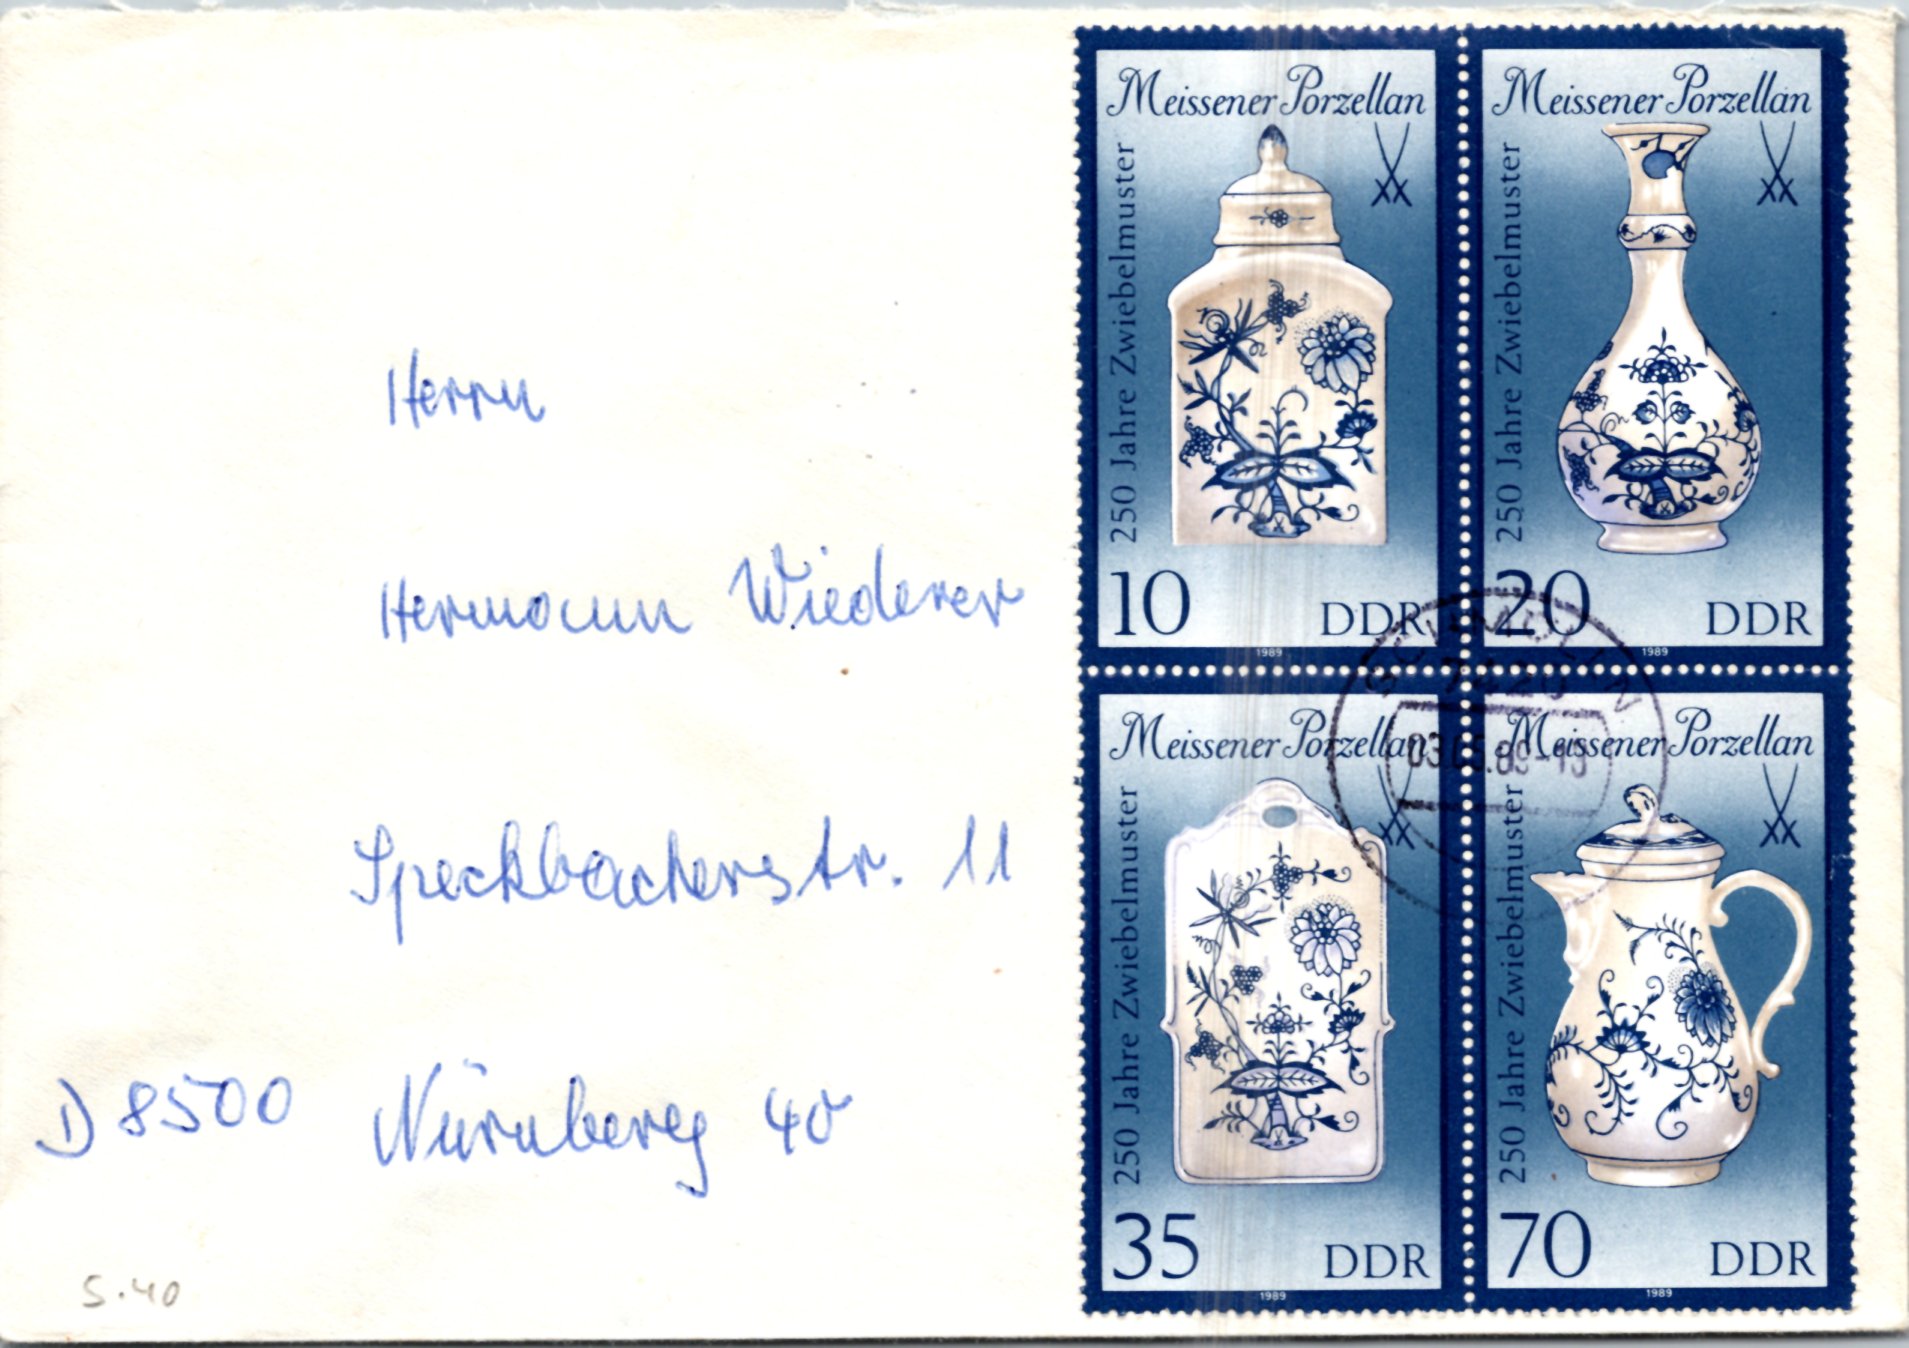 Herrn
Hermann Wiederer
Speckbacherstr. 11
D 8500 Nürnberg 40
5.40
Meissener Porzellan
250 Jahre Zwiebelmuster
10 DDR
1989
Meissener Porzellan
250 Jahre Zwiebelmuster
20 DDR
1989
Meissener Porzellan
250 Jahre Zwiebelmuster
35 DDR
1989
Meissener Porzellan
250 Jahre Zwiebelmuster
70 DDR
1989